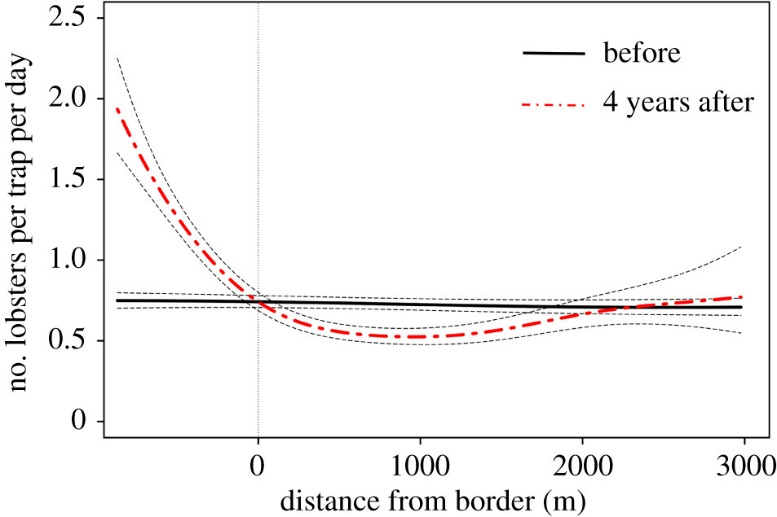 no. lobsters per trap per day
2.5
2.0
1.5
1.0
0.5
0
before
4 years after
0 1000 2000 3000
distance from border (m)